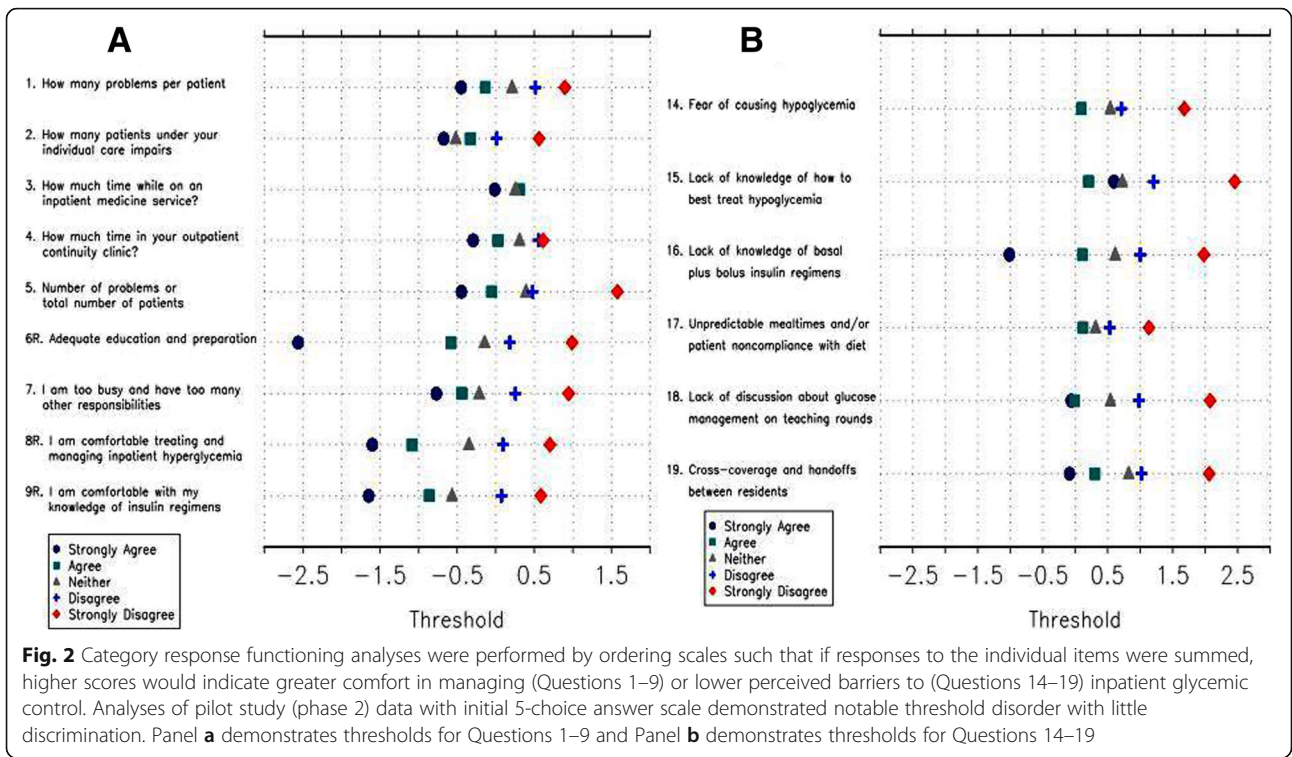 A
1. How many problems per patient
2. How many patients under your
individual care impairs
3. How much time while on an
inpatient medicine service?
4. How much time in your outpatient
continuity clinic?
5. Number of problems or
total number of patients
6R. Adequate education and preparation
7. I am too busy and have too many
other responsibilities
8R. I am comfortable treating and
managing inpatient hyperglycemia
9R. I am comfortable with my
knowledge of insulin regimens
Strongly Agree
Agree
Neither
Disagree
Strongly Disagree
−2.5 −1.5 −0.5 0.5 1.5
Threshold
B
14. Fear of causing hypoglycemia
15. Lack of knowledge of how to
best treat hypoglycemia
16. Lack of knowledge of basal
plus bolus insulin regimens
17. Unpredictable mealtimes and/or
patient noncompliance with diet
18. Lack of discussion about glucose
management on teaching rounds
19. Cross-coverage and handoffs
between residents
Strongly Agree
Agree
Neither
Disagree
Strongly Disagree
−2.5 −1.5 −0.5 0.5 1.5 2.5
Threshold
Fig. 2 Category response functioning analyses were performed by ordering scales such that if responses to the individual items were summed,
higher scores would indicate greater comfort in managing (Questions 1–9) or lower perceived barriers to (Questions 14–19) inpatient glycemic
control. Analyses of pilot study (phase 2) data with initial 5-choice answer scale demonstrated notable threshold disorder with little
discrimination. Panel a demonstrates thresholds for Questions 1–9 and Panel b demonstrates thresholds for Questions 14–19